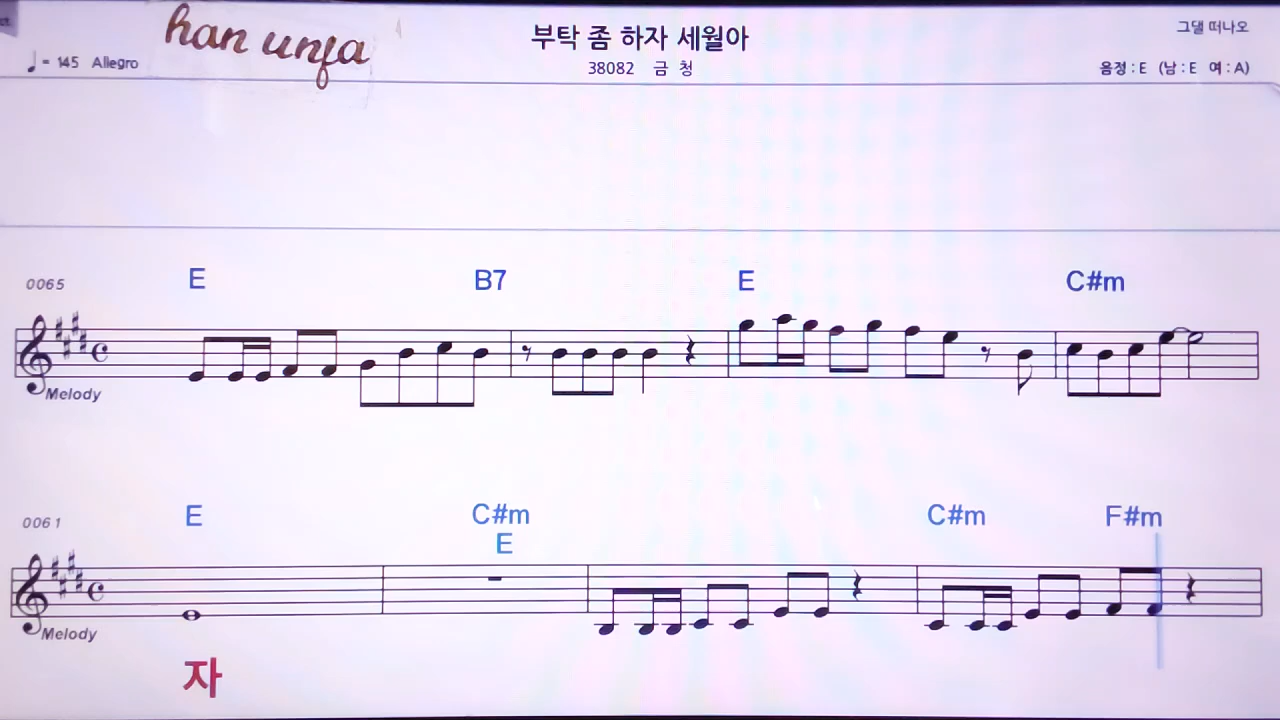 han unfa
부탁 좀 하자 세월아
그댈 떠나오
♩= 145 Allegro
38082 금 청
음정 : E (남 : E 여 : A)
0065 E B7 E C#m
Melody
0061 E C#m C#m F#m
E
Melody
자